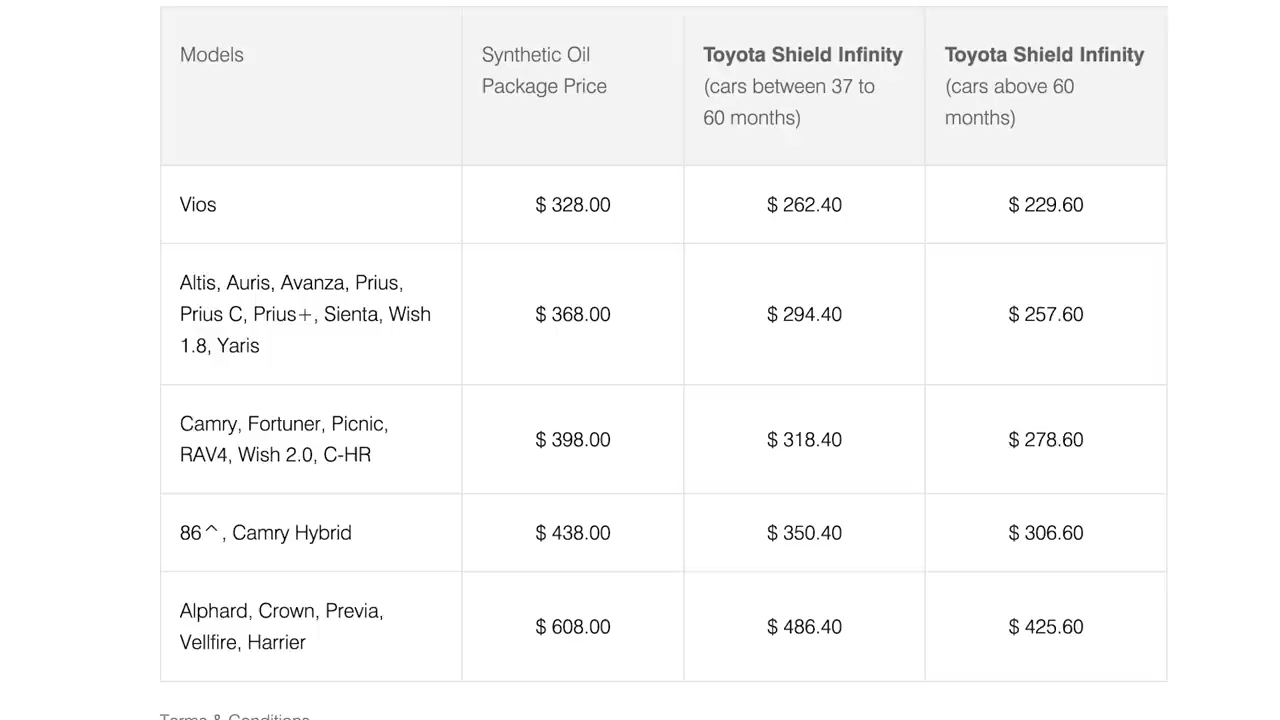 Models
Synthetic Oil
Package Price
Toyota Shield Infinity
(cars between 37 to
60 months)
Toyota Shield Infinity
(cars above 60
months)
Vios
$ 328.00
$ 262.40
$ 229.60
Altis, Auris, Avanza, Prius,
Prius C, Prius+, Sienta, Wish
1.8, Yaris
$ 368.00
$ 294.40
$ 257.60
Camry, Fortuner, Picnic,
RAV4, Wish 2.0, C-HR
$ 398.00
$ 318.40
$ 278.60
86^, Camry Hybrid
$ 438.00
$ 350.40
$ 306.60
Alphard, Crown, Previa,
Vellfire, Harrier
$ 608.00
$ 486.40
$ 425.60
Terms & Conditions